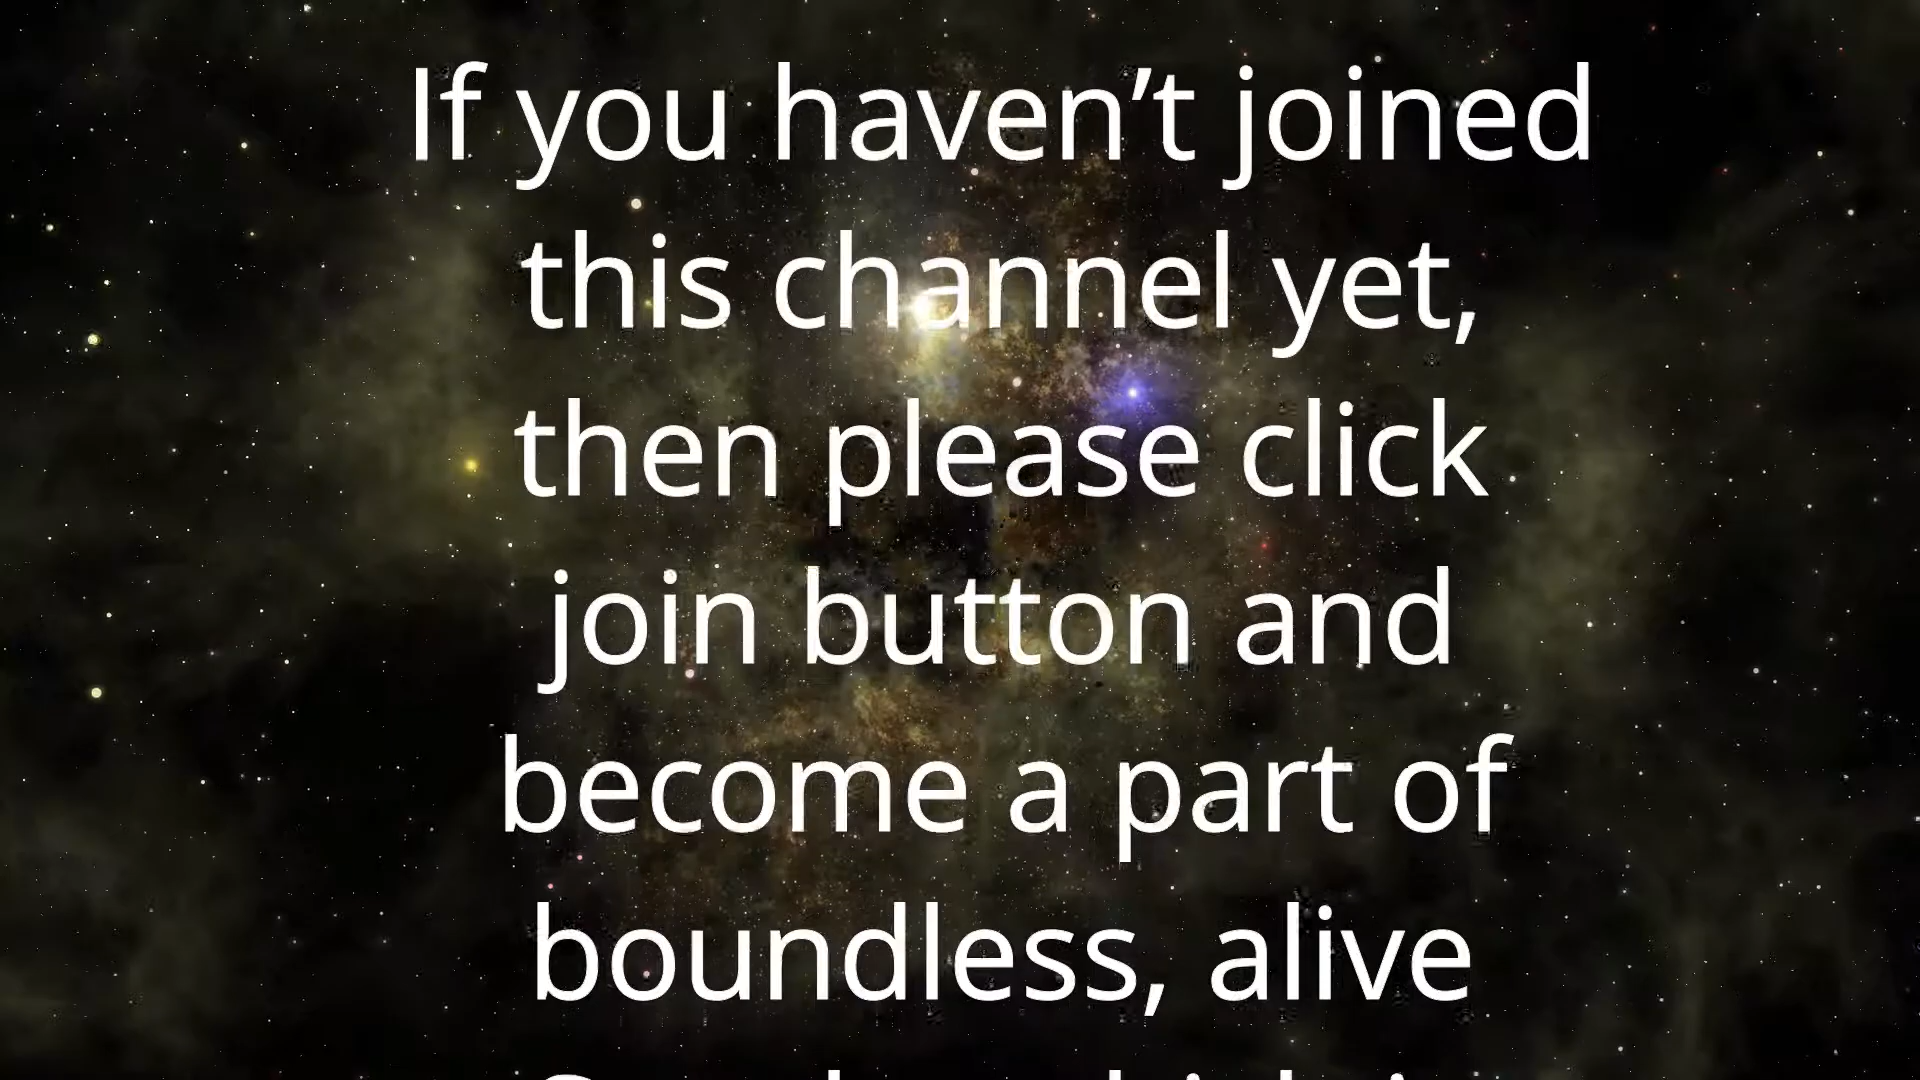 If you haven’t joined
this channel yet,
then please click
join button and
become a part of
boundless, alive